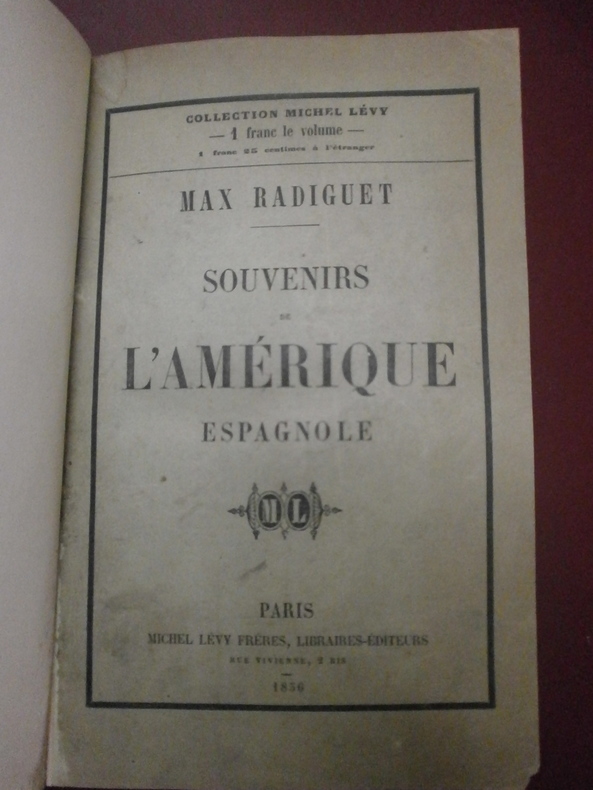 COLLECTION MICHEL LÉVY
— 1 franc le volume —
1 franc 25 centimes à l'étranger
MAX RADIGUET
SOUVENIRS
DE
L'AMÉRIQUE
ESPAGNOLE
ML
PARIS
MICHEL LÉVY FRÈRES, LIBRAIRES-ÉDITEURS
RUE VIVIENNE, 2 BIS
1856